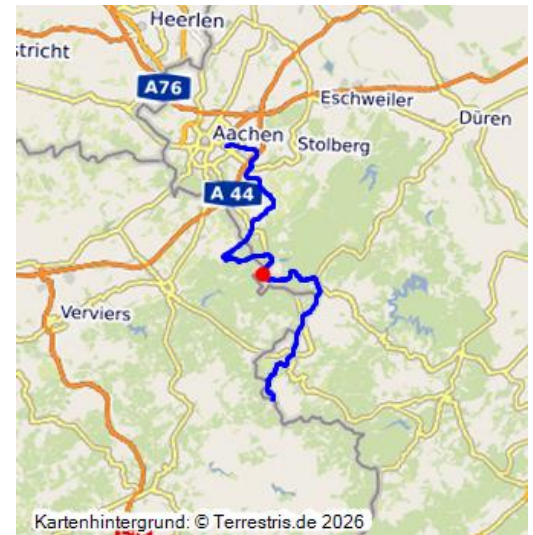 Heerlen
stricht
A76
Eschweiler
Düren
Aachen
Stolberg
A 44
Verviers
Kartenhintergrund: © Terrestris.de 2026